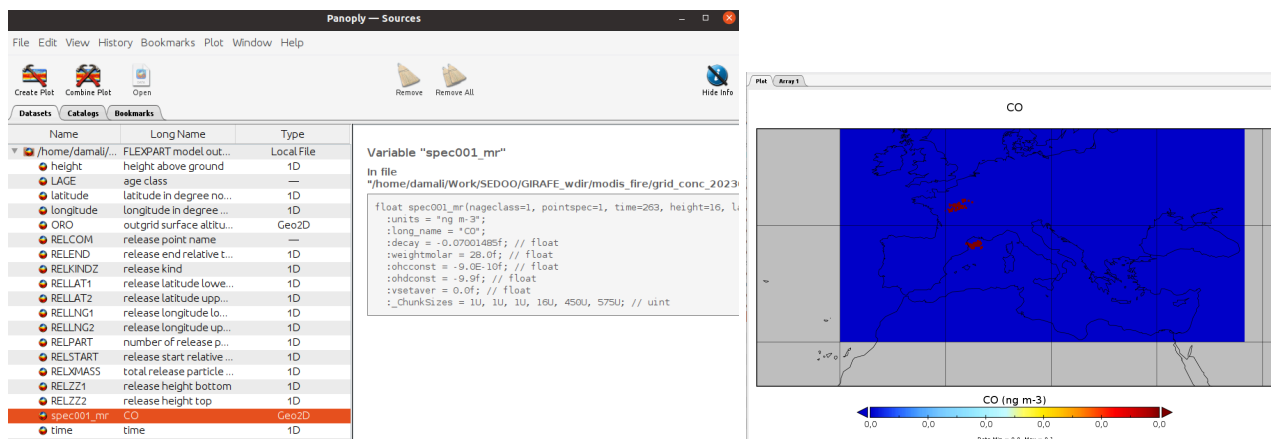 Panoply — Sources
File Edit View History Bookmarks Plot Window Help
Create Plot Combine Plot Open Remove Remove All Hide Info
Datasets Catalogs Bookmarks
Name Long Name Type
/home/damali/... FLEXPART model out... Local File
height height above ground 1D
LAGE age class —
latitude latitude in degree no... 1D
longitude longitude in degree ... 1D
ORO outgrid surface altitu... Geo2D
RELCOM release point name —
RELEND release end relative t... 1D
RELKINDZ release kind 1D
RELLAT1 release latitude lowe... 1D
RELLAT2 release latitude upp... 1D
RELLNG1 release longitude lo... 1D
RELLNG2 release longitude up... 1D
RELPART number of release p... 1D
RELSTART release start relative ... 1D
RELXMASS total release particle ... 1D
RELZZ1 release height bottom 1D
RELZZ2 release height top 1D
spec001_mr CO Geo2D
time time 1D
Variable "spec001_mr"
In file
"/home/damali/Work/SEDOO/GIRAFE_wdir/modis_fire/grid_conc_2023
float spec001_mr(nageclass=1, pointspec=1, time=263, height=16, la
:units = "ng m-3";
:long_name = "CO";
:decay = -0.07001485f; // float
:weightmolar = 28.0f; // float
:ohcconst = -9.0E-10f; // float
:ohdconst = -9.9f; // float
:vsetaver = 0.0f; // float
:_ChunkSizes = 1U, 1U, 1U, 16U, 450U, 575U; // uint
Plot Array 1
CO
CO (ng m-3)
0,0 0,0 0,0 0,0 0,0 0,0